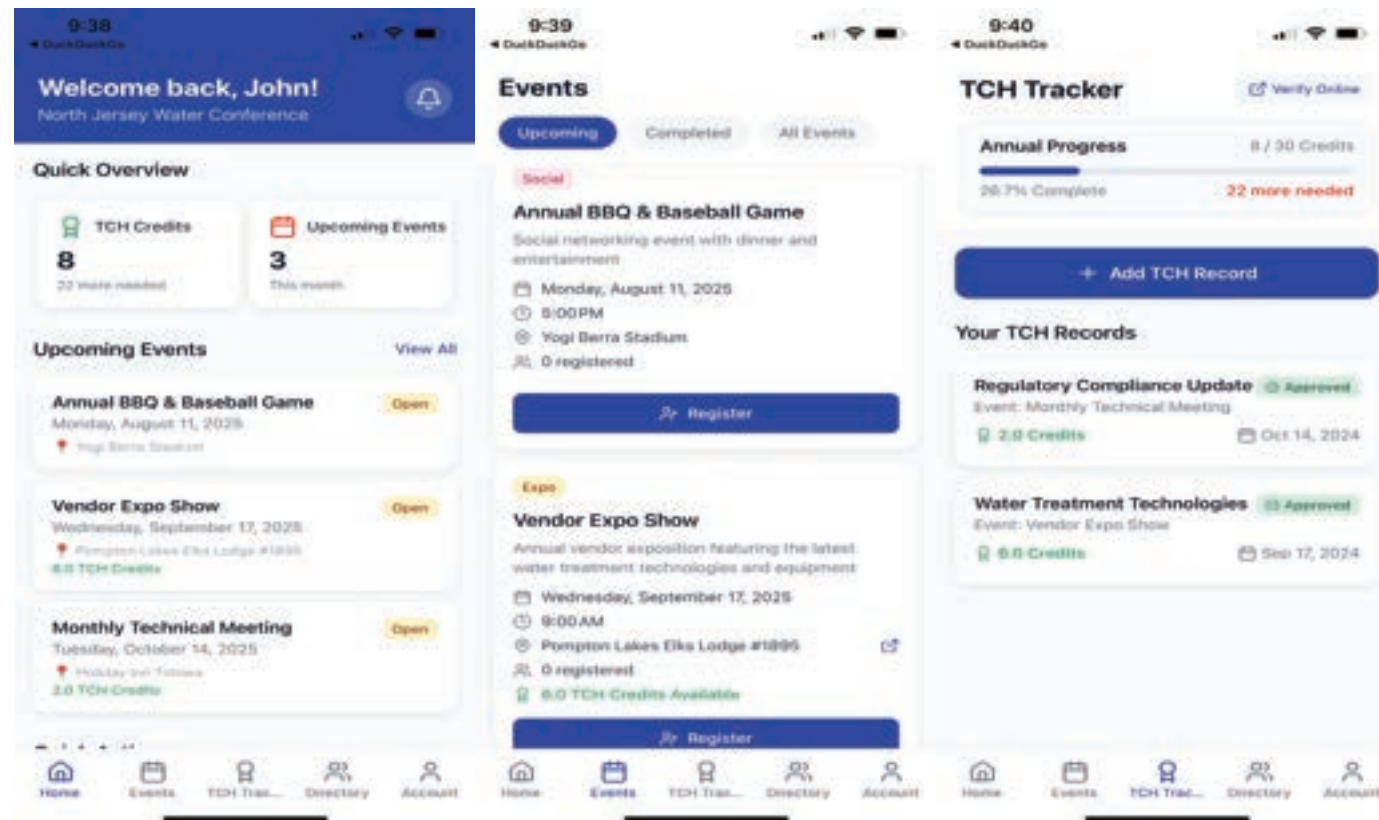 9:38
DuckDuckGo
Welcome back, John!
North Jersey Water Conference
Quick Overview
TCH Credits
8
22 more needed
Upcoming Events
3
This month
Upcoming Events
View All
Annual BBQ & Baseball Game
Open
Monday, August 11, 2025
Yogi Berra Stadium
Vendor Expo Show
Open
Wednesday, September 17, 2025
Pompton Lakes Elks Lodge #1895
6.0 TCH Credits
Monthly Technical Meeting
Open
Tuesday, October 14, 2025
Holiday Inn Totowa
2.0 TCH Credits
Home
Events
TCH Trac...
Directory
Account
9:39
DuckDuckGo
Events
Upcoming
Completed
All Events
Social
Annual BBQ & Baseball Game
Social networking event with dinner and
entertainment
Monday, August 11, 2025
5:00PM
Yogi Berra Stadium
0 registered
Register
Expo
Vendor Expo Show
Annual vendor exposition featuring the latest
water treatment technologies and equipment
Wednesday, September 17, 2025
9:00AM
Pompton Lakes Elks Lodge #1895
0 registered
6.0 TCH Credits Available
Register
Home
Events
TCH Trac...
Directory
Account
9:40
DuckDuckGo
TCH Tracker
Verify Online
Annual Progress
8 / 30 Credits
26.7% Complete
22 more needed
+ Add TCH Record
Your TCH Records
Regulatory Compliance Update
Approved
Event: Monthly Technical Meeting
2.0 Credits
Oct 14, 2024
Water Treatment Technologies
Approved
Event: Vendor Expo Show
6.0 Credits
Sep 17, 2024
Home
Events
TCH Trac...
Directory
Account